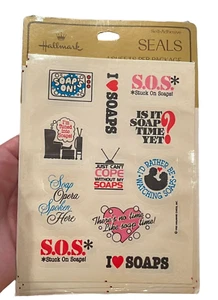 Hallmark
SEALS
SOAP'S
ON!
I ♥ SOAPS
S.O.S.*
*Stuck On Soaps!
I'm
Tuned
Into
Soaps
IS IT
SOAP
TIME
YET?
JUST CAN'T
COPE
WITHOUT MY
SOAPS
I'D RATHER BE
WATCHING SOAPS
Soap
Opera
Spoken
Here
There's no time
Like soap time!
S.O.S.*
*Stuck On Soaps!
I ♥ SOAPS